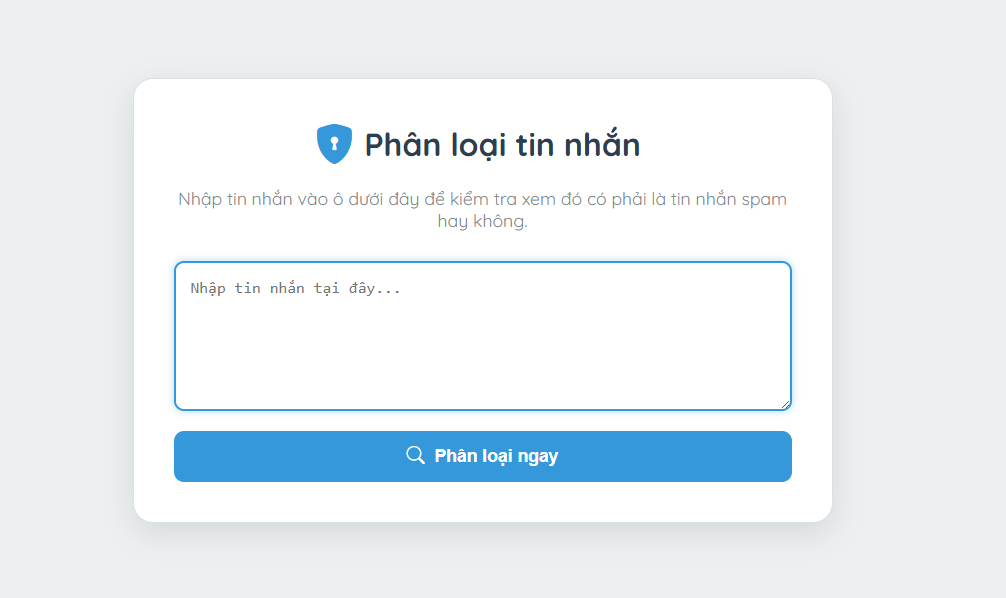 Phân loại tin nhắn
Nhập tin nhắn vào ô dưới đây để kiểm tra xem đó có phải là tin nhắn spam
hay không.
Nhập tin nhắn tại đây...
Phân loại ngay